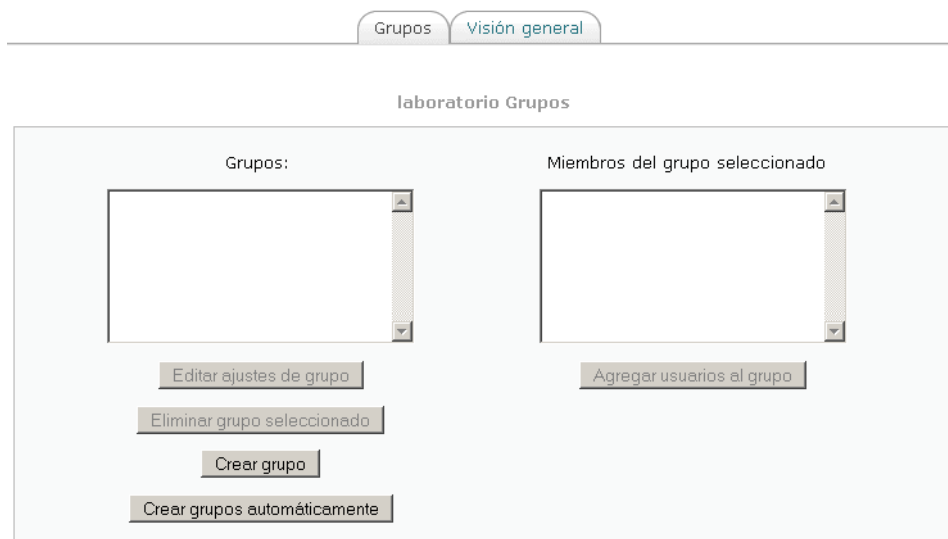 Grupos
Visión general
laboratorio Grupos
Grupos:
Miembros del grupo seleccionado
Editar ajustes de grupo
Agregar usuarios al grupo
Eliminar grupo seleccionado
Crear grupo
Crear grupos automáticamente